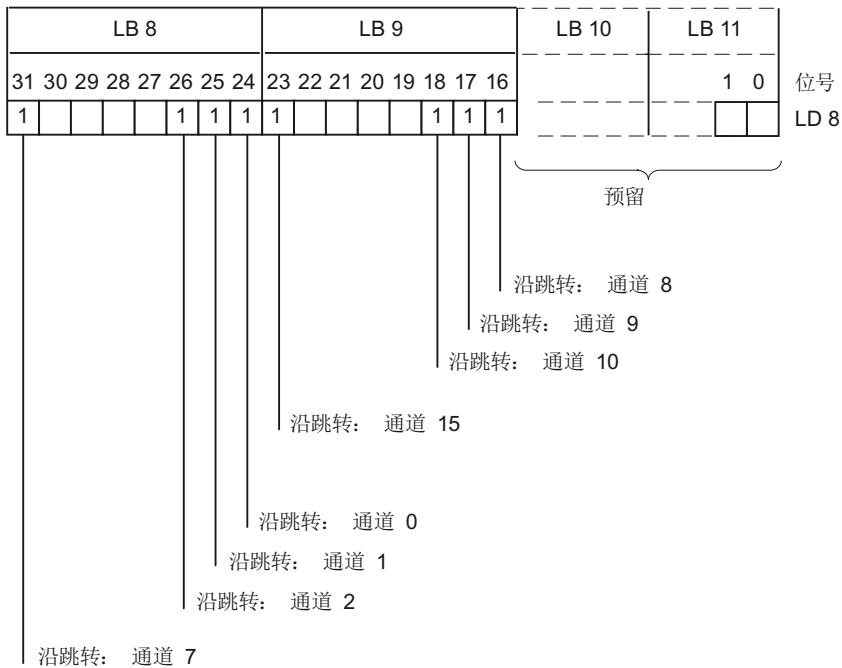 LB 8 LB 9 LB 10 LB 11
31 30 29 28 27 26 25 24 23 22 21 20 19 18 17 16 1 0 位号
1 1 1 1 1 1 1 1 LD 8
预留
沿跳转： 通道 8
沿跳转： 通道 9
沿跳转： 通道 10
沿跳转： 通道 15
沿跳转： 通道 0
沿跳转： 通道 1
沿跳转： 通道 2
沿跳转： 通道 7